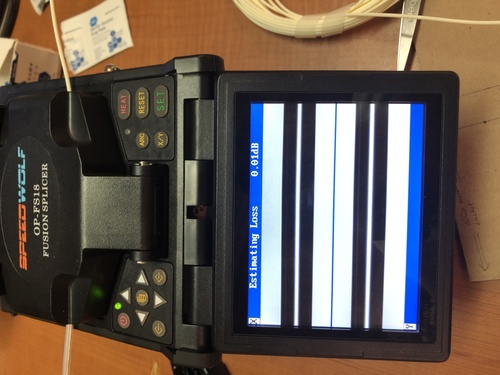 SPEEDWOLF
OP-FS18
FUSION SPLICER
HEAT
ARC RESET
X/Y SET
X Estimating Loss 0.01dB
Y